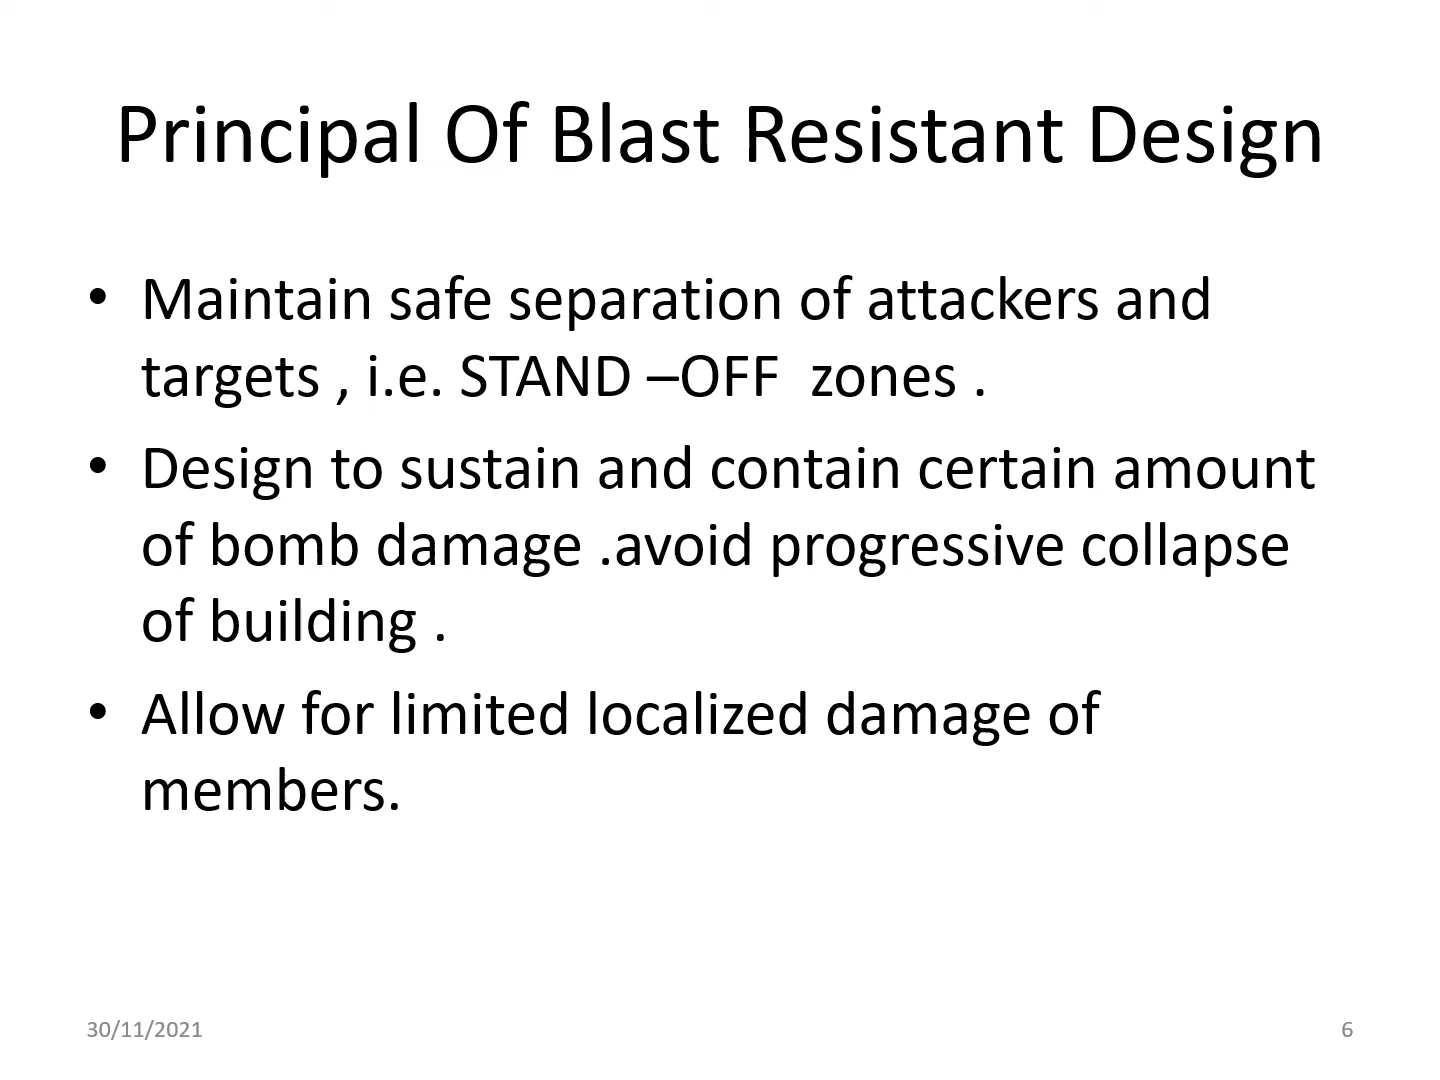 Principal Of Blast Resistant Design
• Maintain safe separation of attackers and
targets , i.e. STAND –OFF  zones .
• Design to sustain and contain certain amount
of bomb damage .avoid progressive collapse
of building .
• Allow for limited localized damage of
members.
30/11/2021
6